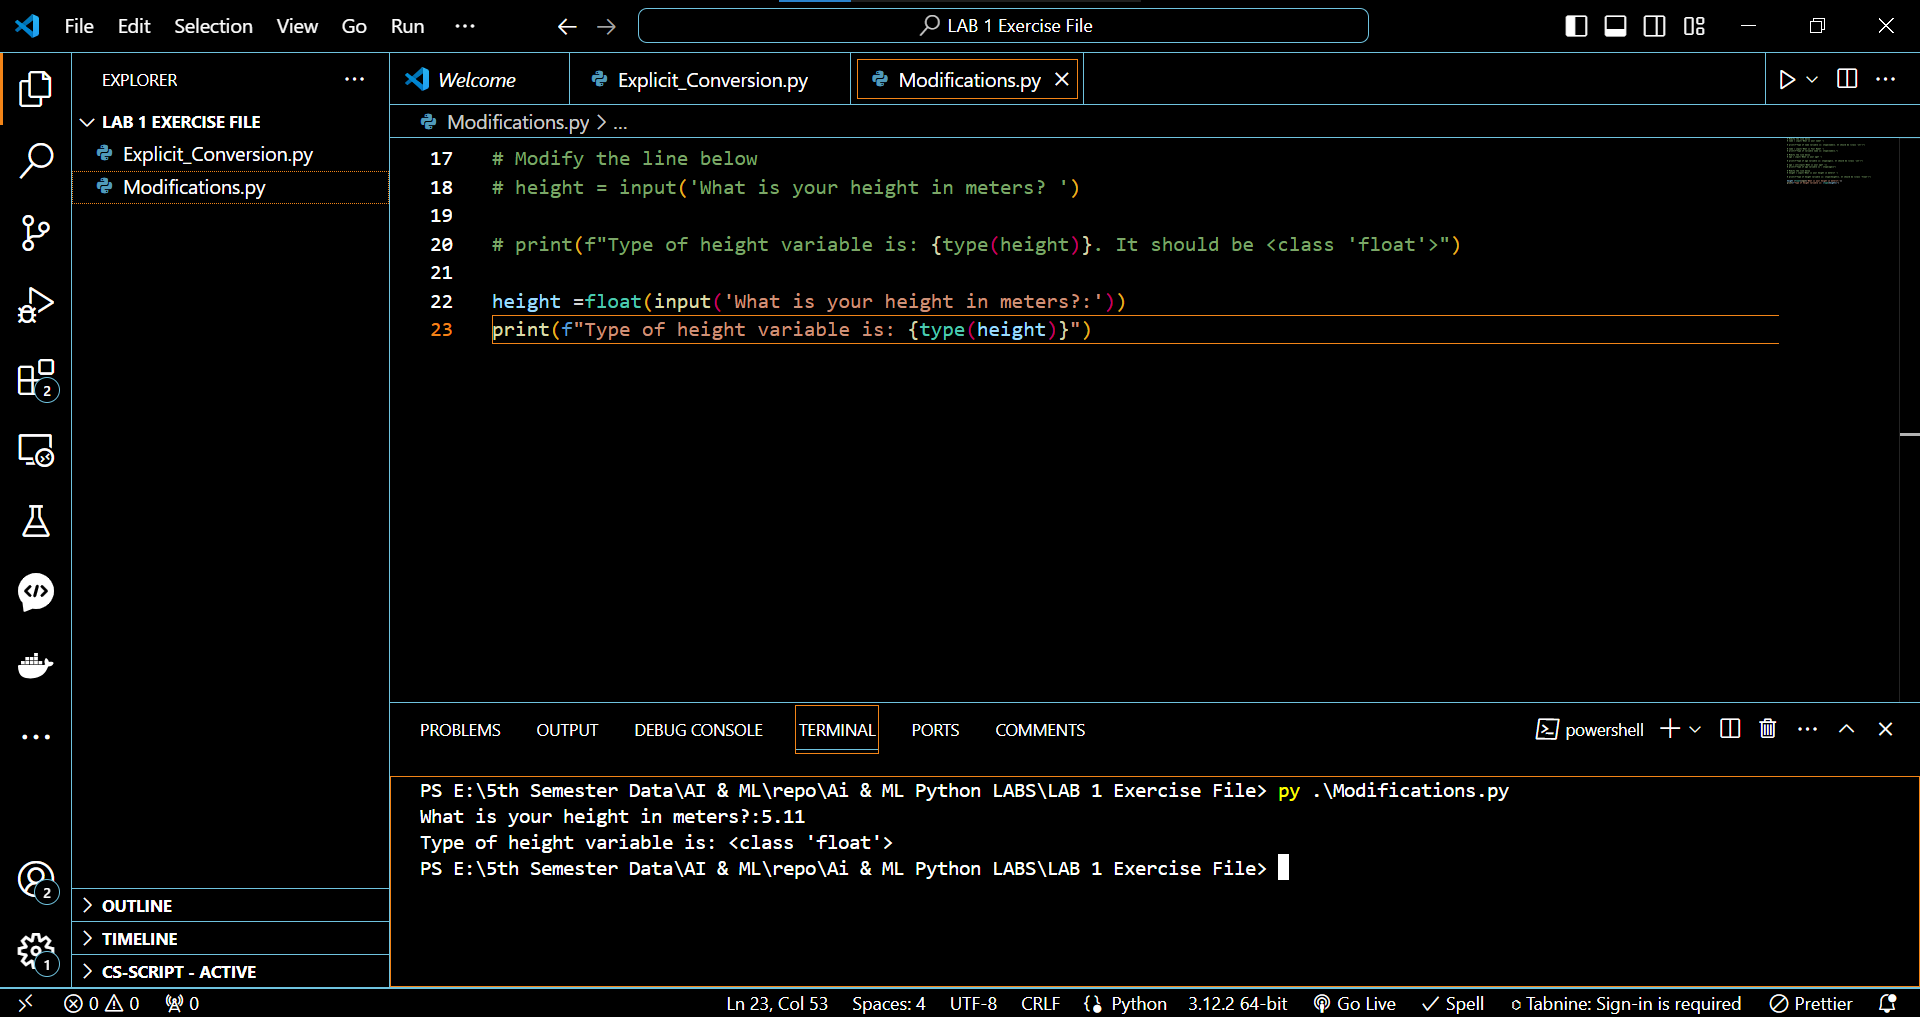 File Edit Selection View Go Run ... LAB 1 Exercise File
EXPLORER ...
Welcome Explicit_Conversion.py Modifications.py
LAB 1 EXERCISE FILE
Explicit_Conversion.py
Modifications.py
Modifications.py > ...
17 # Modify the line below
18 # height = input('What is your height in meters? ')
19
20 # print(f"Type of height variable is: {type(height)}. It should be <class 'float'>")
21
22 height =float(input('What is your height in meters?:'))
23 print(f"Type of height variable is: {type(height)}")
2
PROBLEMS OUTPUT DEBUG CONSOLE TERMINAL PORTS COMMENTS powershell
PS E:\5th Semester Data\AI & ML\repo\Ai & ML Python LABS\LAB 1 Exercise File> py .\Modifications.py
What is your height in meters?:5.11
Type of height variable is: <class 'float'>
PS E:\5th Semester Data\AI & ML\repo\Ai & ML Python LABS\LAB 1 Exercise File>
2
OUTLINE
TIMELINE
1
CS-SCRIPT - ACTIVE
0 0 0 Ln 23, Col 53 Spaces: 4 UTF-8 CRLF Python 3.12.2 64-bit Go Live Spell Tabnine: Sign-in is required Prettier